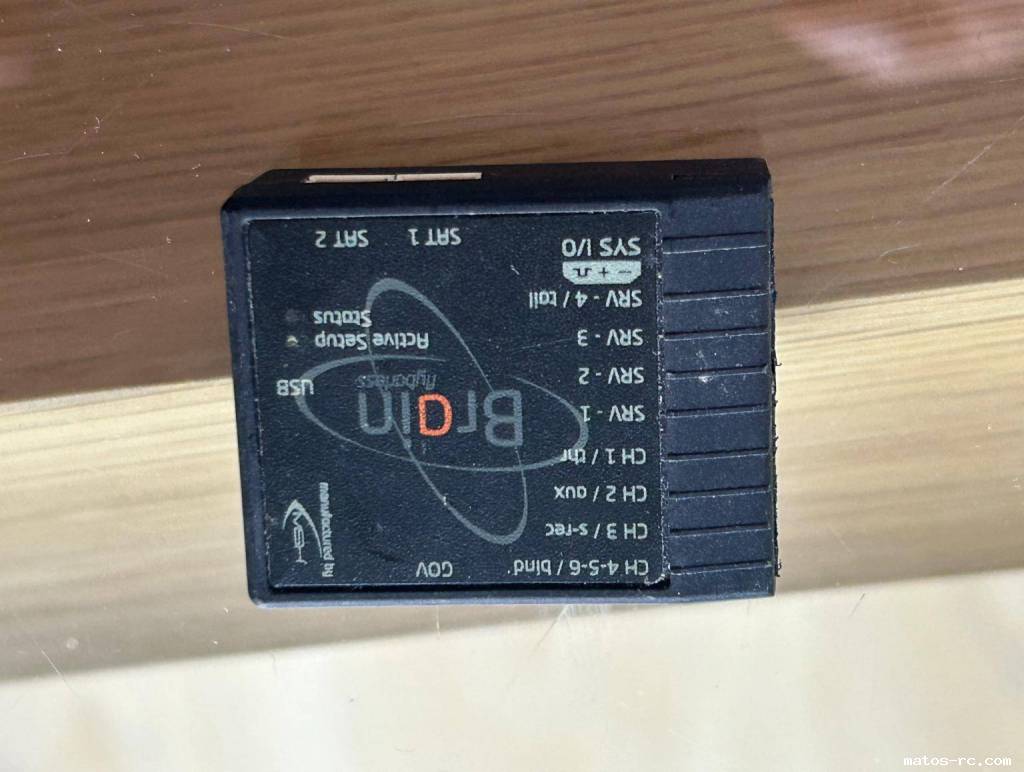 CH 4-5-6 / bind
CH 3 / s-rec
CH 2 / aux
CH 1 / thr
SRV - 1
SRV - 2
SRV - 3
SRV - 4 / tail
- +
SYS I/O
GOV
manufactured by
MSH
Brain
flybarless
USB
Active Setup
Status
SAT 1
SAT 2
matos-rc.com